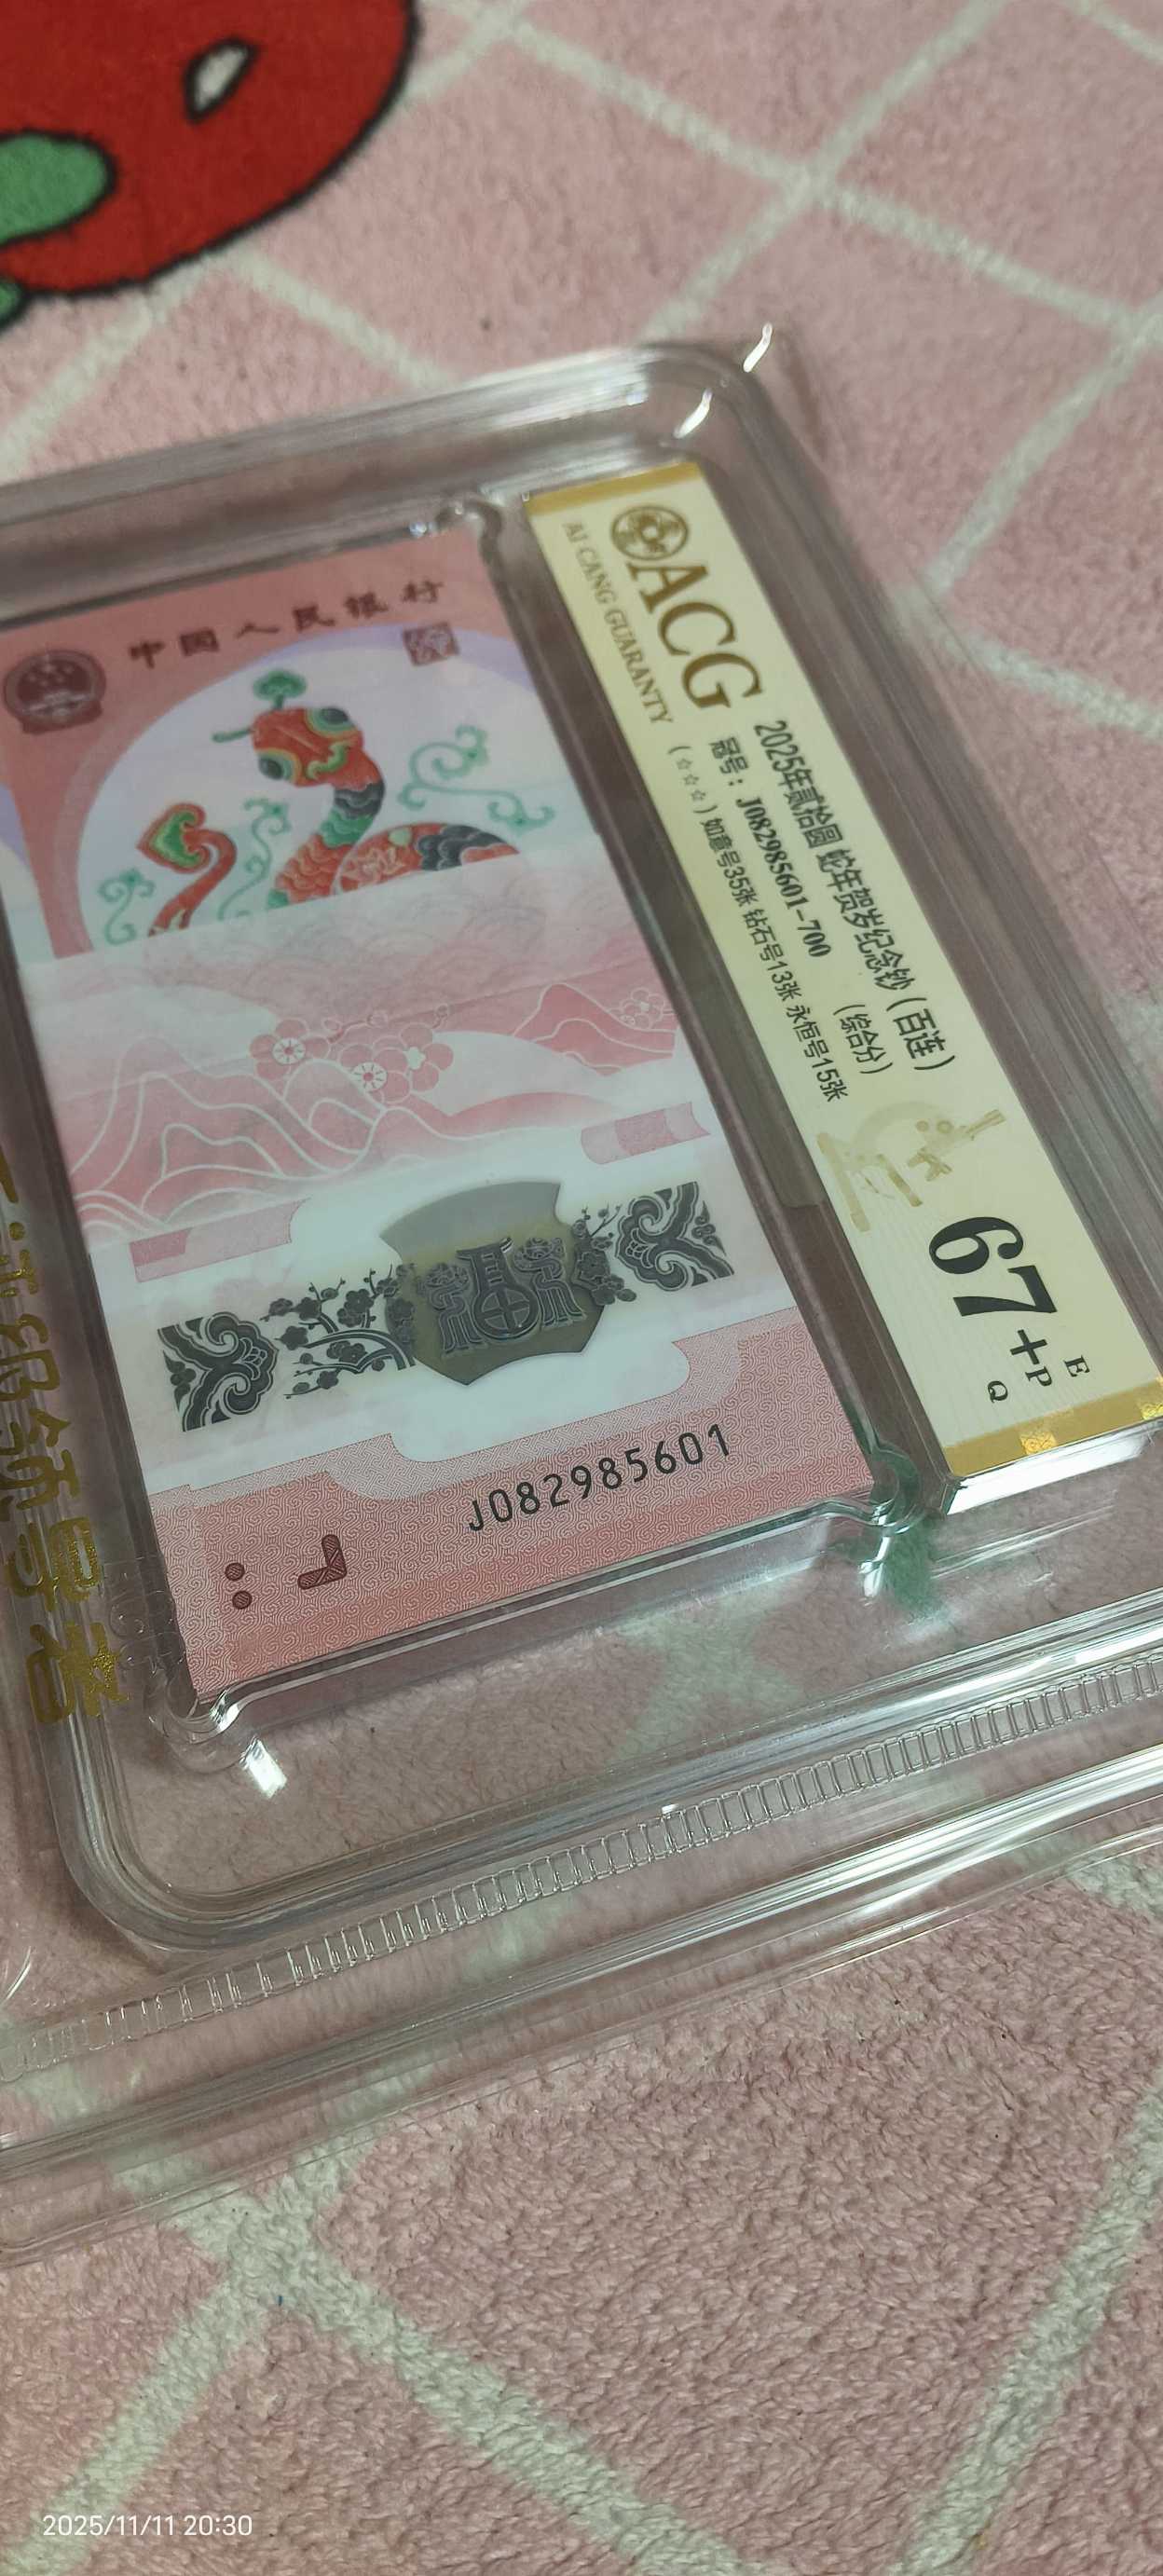 ACG
AI CANG GUARANTY
2025年贰拾圆 蛇年贺岁纪念钞（百连）
冠号：J082985601-700 （综合分）
（☆☆☆）如意号35张 钻石号13张 永恒号15张
67+
E
P
Q
中国人民银行
J082985601
号者
2025/11/11 20:30